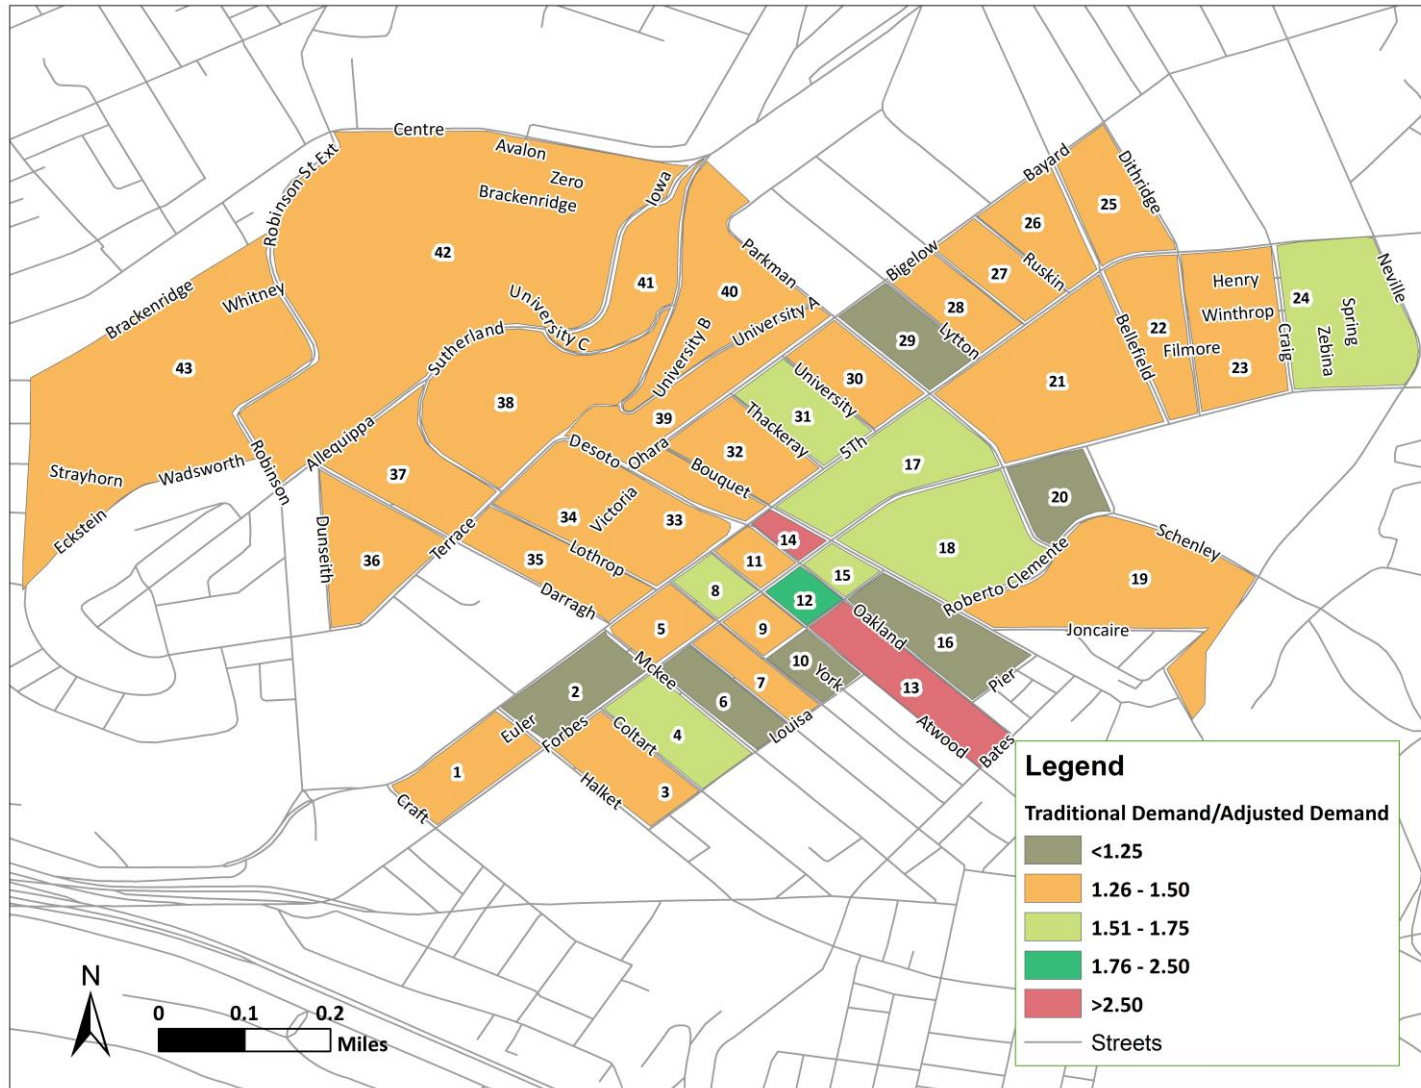 Centre
Avalon
Zero
Brackenridge
Iowa
Robinson St Ext
Bayard
Dithridge
25
26
Ruskin
27
Bigelow
28
Lytton
29
Parkman
42
41
40
University A
University B
University C
Sutherland
Brackenridge
Whitney
43
Strayhorn
Wadsworth
Eckstein
Robinson
Allequippa
38
37
39
Desoto
Ohara
Thackeray
University
30
31
32
Bouquet
5Th
17
21
Bellefield
22
Filmore
Henry
Winthrop
23
Craig
24
Spring
Zebina
Neville
Dunseith
36
Terrace
34
Victoria
33
Lothrop
35
Darragh
14
11
8
15
12
18
20
Roberto Clemente
19
Schenley
Joncaire
5
9
10
York
Oakland
16
Pier
13
Atwood
Bates
Mckee
7
6
Louisa
2
Euler
Forbes
Coltart
4
3
Halket
1
Craft
Legend
Traditional Demand/Adjusted Demand
<1.25
1.26 - 1.50
1.51 - 1.75
1.76 - 2.50
>2.50
Streets
N
0 0.1 0.2
Miles